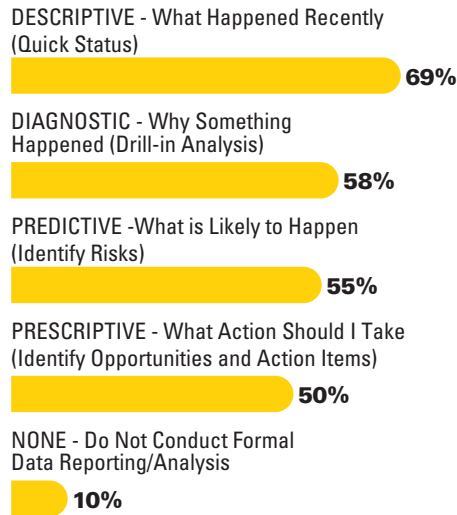 DESCRIPTIVE - What Happened Recently
(Quick Status)
69%
DIAGNOSTIC - Why Something
Happened (Drill-in Analysis)
58%
PREDICTIVE -What is Likely to Happen
(Identify Risks)
55%
PRESCRIPTIVE - What Action Should I Take
(Identify Opportunities and Action Items)
50%
NONE - Do Not Conduct Formal
Data Reporting/Analysis
10%